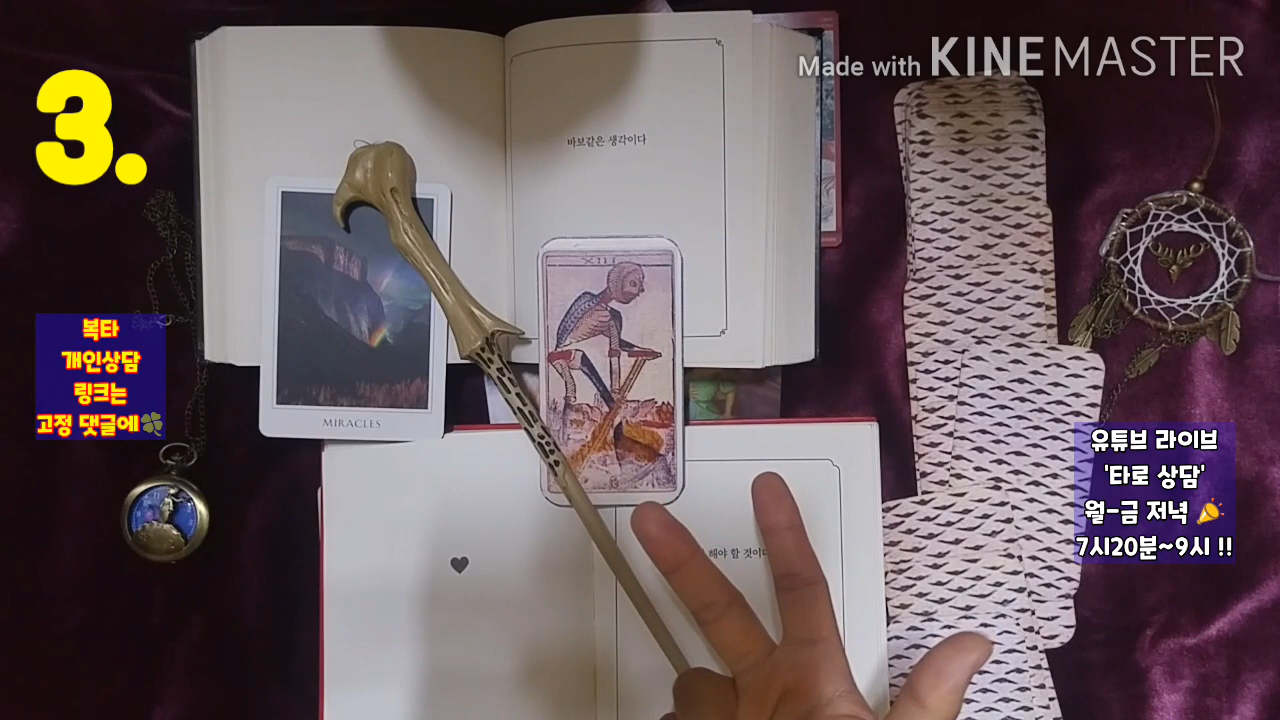 Made with KINEMASTER
3.
바보같은 생각이다
XIII
MIRACLES
복타
개인상담
링크는
고정 댓글에🍀
유튜브 라이브
'타로 상담'
월-금 저녁 📣
7시20분~9시 !!
해야 할 것이다